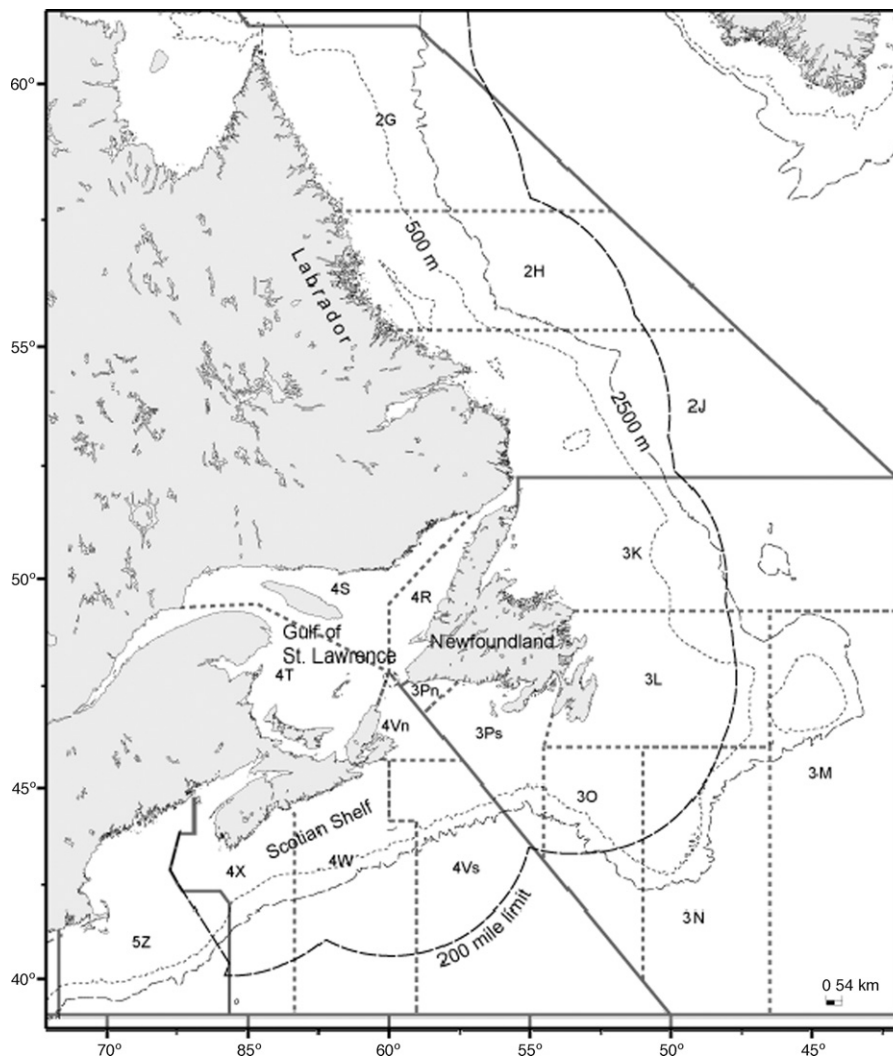 60°
2G
500 m
Labrador
2H
55°
2J
2500 m
3K
50°
4S
4R
Gulf of
St. Lawrence
Newfoundland
4T
3L
3Pn
4Vn
3Ps
45°
3M
3O
Scotian Shelf
4X
4W
4Vs
3N
5Z
200 mile limit
40°
0 54 km
70°
85°
60°
55°
50°
45°